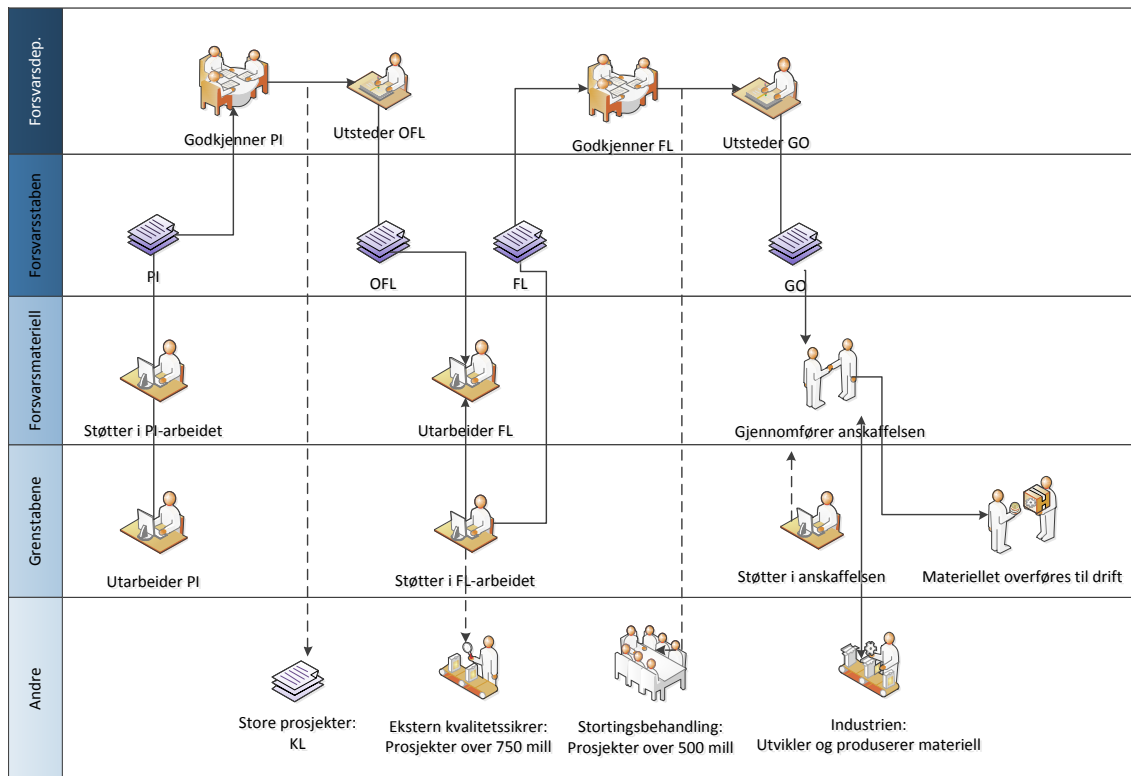 Forsvarsdep.
Godkjenner PI
Utsteder OFL
Godkjenner FL
Utsteder GO
Forsvarsstaben
PI
OFL
FL
GO
Forsvarsmateriell
Støtter i PI-arbeidet
Utarbeider FL
Gjennomfører anskaffelsen
Grenstabene
Utarbeider PI
Støtter i FL-arbeidet
Støtter i anskaffelsen
Materiellet overføres til drift
Andre
Store prosjekter:
KL
Ekstern kvalitetssikrer:
Prosjekter over 750 mill
Stortingsbehandling:
Prosjekter over 500 mill
Industrien:
Utvikler og produserer materiell